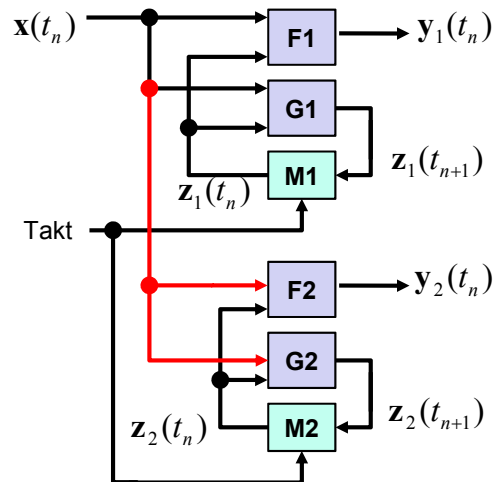 x(tₙ)
F1
y₁(tₙ)
G1
z₁(tₙ₊₁)
M1
z₁(tₙ)
Takt
F2
y₂(tₙ)
G2
z₂(tₙ₊₁)
M2
z₂(tₙ)